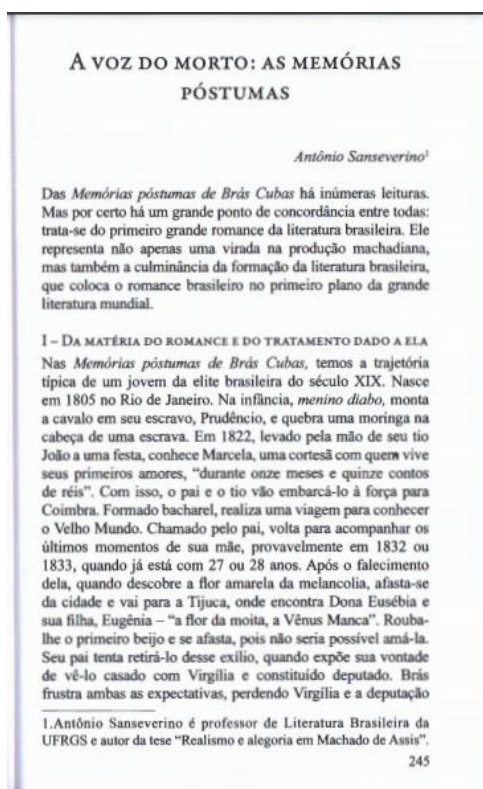 A VOZ DO MORTO: AS MEMÓRIAS
PÓSTUMAS
Antônio Sanseverino¹
Das Memórias póstumas de Brás Cubas há inúmeras leituras.
Mas por certo há um grande ponto de concordância entre todas:
trata-se do primeiro grande romance da literatura brasileira. Ele
representa não apenas uma virada na produção machadiana,
mas também a culminância da formação da literatura brasileira,
que coloca o romance brasileiro no primeiro plano da grande
literatura mundial.
I – DA MATÉRIA DO ROMANCE E DO TRATAMENTO DADO A ELA
Nas Memórias póstumas de Brás Cubas, temos a trajetória
típica de um jovem da elite brasileira do século XIX. Nasce
em 1805 no Rio de Janeiro. Na infância, menino diabo, monta
a cavalo em seu escravo, Prudêncio, e quebra uma moringa na
cabeça de uma escrava. Em 1822, levado pela mão de seu tio
João a uma festa, conhece Marcela, uma cortesã com quem vive
seus primeiros amores, “durante onze meses e quinze contos
de réis”. Com isso, o pai e o tio vão embarcá-lo à força para
Coimbra. Formado bacharel, realiza uma viagem para conhecer
o Velho Mundo. Chamado pelo pai, volta para acompanhar os
últimos momentos de sua mãe, provavelmente em 1832 ou
1833, quando já está com 27 ou 28 anos. Após o falecimento
dela, quando descobre a flor amarela da melancolia, afasta-se
da cidade e vai para a Tijuca, onde encontra Dona Eusébia e
sua filha, Eugênia – “a flor da moita, a Vênus Manca”. Rouba-
lhe o primeiro beijo e se afasta, pois não seria possível amá-la.
Seu pai tenta retirá-lo desse exílio, quando expõe sua vontade
de vê-lo casado com Virgília e constituído deputado. Brás
frustra ambas as expectativas, perdendo Virgília e a deputação
1.Antônio Sanseverino é professor de Literatura Brasileira da
UFRGS e autor da tese “Realismo e alegoria em Machado de Assis”.
245